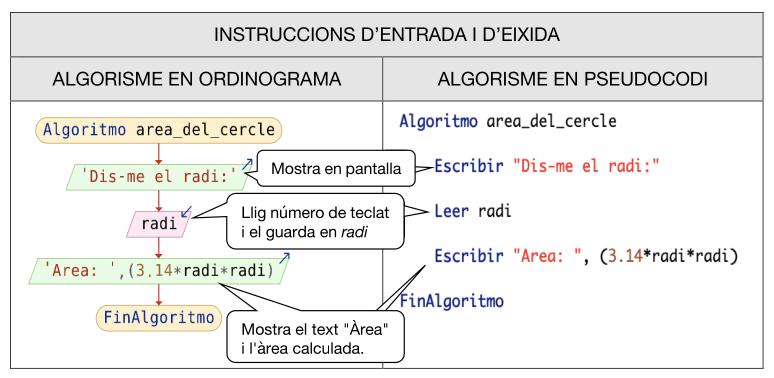 INSTRUCCIONS D'ENTRADA I D'EIXIDA
ALGORISME EN ORDINOGRAMA
ALGORISME EN PSEUDOCODI
Algoritmo area_del_cercle
'Dis-me el radi:'
radi
'Area: ',(3.14*radi*radi)
FinAlgoritmo
Mostra en pantalla
Llig número de teclat
i el guarda en radi
Mostra el text "Àrea"
i l'àrea calculada.
Algoritmo area_del_cercle
Escribir "Dis-me el radi:"
Leer radi
Escribir "Area: ", (3.14*radi*radi)
FinAlgoritmo